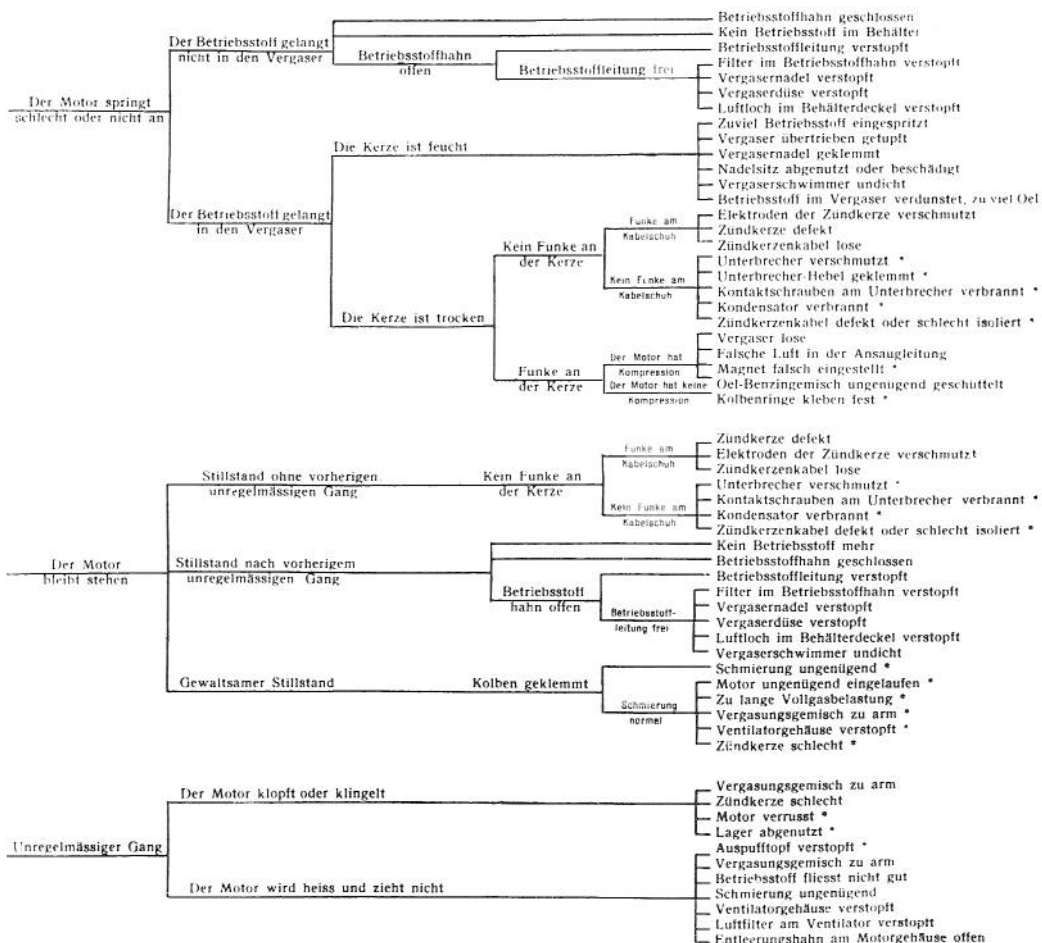 Der Motor springt
schlecht oder nicht an
Der Betriebsstoff gelangt
nicht in den Vergaser
Betriebsstoffhahn geschlossen
Kein Betriebsstoff im Behälter
Betriebsstoffhahn
offen
Betriebsstoffleitung verstopft
Betriebsstoffleitung frei
Filter im Betriebsstoffhahn verstopft
Vergasernadel verstopft
Vergaserdüse verstopft
Luftloch im Behälterdeckel verstopft
Der Betriebsstoff gelangt
in den Vergaser
Die Kerze ist feucht
Zuviel Betriebsstoff eingespritzt
Vergaser übertrieben getupft
Vergasernadel geklemmt
Nadelsitz abgenutzt oder beschädigt
Vergaserschwimmer undicht
Betriebsstoff im Vergaser verdunstet, zu viel Oel
Die Kerze ist trocken
Kein Funke an
der Kerze
Funke am
Kabelschuh
Elektroden der Zündkerze verschmutzt
Zündkerze defekt
Zündkerzenkabel lose
Kein Funke am
Kabelschuh
Unterbrecher verschmutzt *
Unterbrecher-Hebel geklemmt *
Kontaktschrauben am Unterbrecher verbrannt *
Kondensator verbrannt *
Zündkerzenkabel defekt oder schlecht isoliert *
Funke an
der Kerze
Der Motor hat
Kompression
Vergaser lose
Falsche Luft in der Ansaugleitung
Magnet falsch eingestellt *
Der Motor hat keine
Kompression
Oel-Benzingemisch ungenügend geschüttelt
Kolbenringe kleben fest *
Der Motor
bleibt stehen
Stillstand ohne vorherigen
unregelmässigen Gang
Kein Funke an
der Kerze
Funke am
Kabelschuh
Zündkerze defekt
Elektroden der Zündkerze verschmutzt
Zündkerzenkabel lose
Kein Funke am
Kabelschuh
Unterbrecher verschmutzt *
Kontaktschrauben am Unterbrecher verbrannt *
Kondensator verbrannt *
Zündkerzenkabel defekt oder schlecht isoliert *
Stillstand nach vorherigem
unregelmässigen Gang
Kein Betriebsstoff mehr
Betriebsstoffhahn geschlossen
Betriebsstoff
hahn offen
Betriebsstoffleitung verstopft
Betriebsstoff-
leitung frei
Filter im Betriebsstoffhahn verstopft
Vergasernadel verstopft
Vergaserdüse verstopft
Luftloch im Behälterdeckel verstopft
Vergaserschwimmer undicht
Gewaltsamer Stillstand
Kolben geklemmt
Schmierung ungenügend *
Schmierung
normal
Motor ungenügend eingelaufen *
Zu lange Vollgasbelastung *
Vergasungsgemisch zu arm *
Ventilatorgehäuse verstopft *
Zündkerze schlecht *
Unregelmässiger Gang
Der Motor klopft oder klingelt
Vergasungsgemisch zu arm
Zündkerze schlecht
Motor verrusst *
Lager abgenutzt *
Der Motor wird heiss und zieht nicht
Auspufftopf verstopft *
Vergasungsgemisch zu arm
Betriebsstoff fliesst nicht gut
Schmierung ungenügend
Ventilatorgehäuse verstopft
Luftfilter am Ventilator verstopft
Entleerungshahn am Motorgehäuse offen